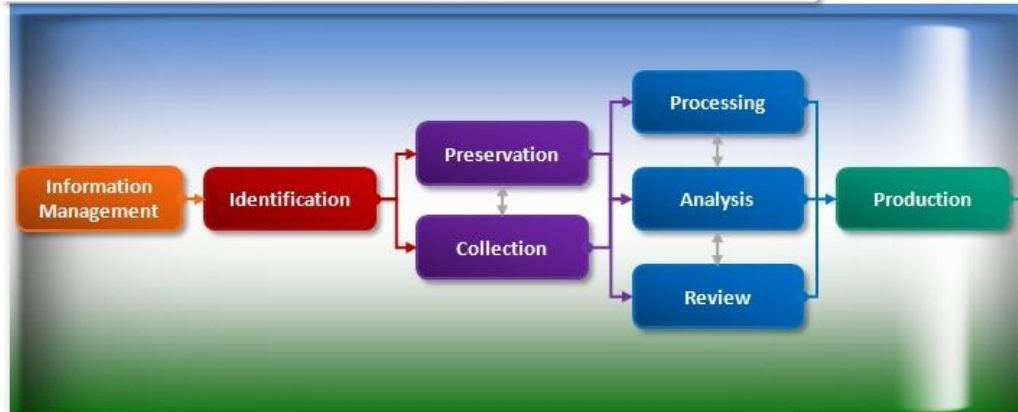 Information
Management
Identification
Preservation
Collection
Processing
Analysis
Review
Production